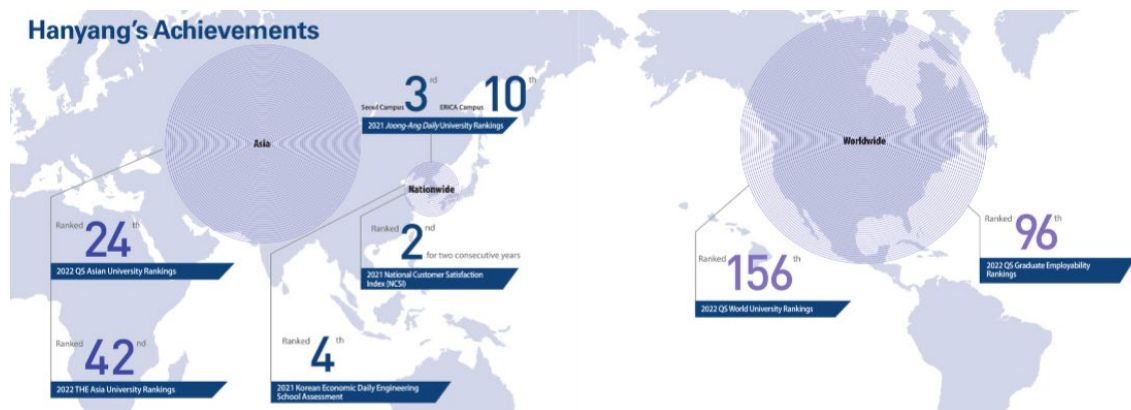 Hanyang's Achievements
Seoul Campus 3rd ERICA Campus 10th
2021 Joong-Ang Daily University Rankings
Asia
Nationwide
Ranked 24th
2022 QS Asian University Rankings
Ranked 2nd
for two consecutive years
2021 National Customer Satisfaction
Index (NCSI)
Ranked 42nd
2022 THE Asia University Rankings
Ranked 4th
2021 Korean Economic Daily Engineering
School Assessment
Worldwide
Ranked 156th
2022 QS World University Rankings
Ranked 96th
2022 QS Graduate Employability
Rankings